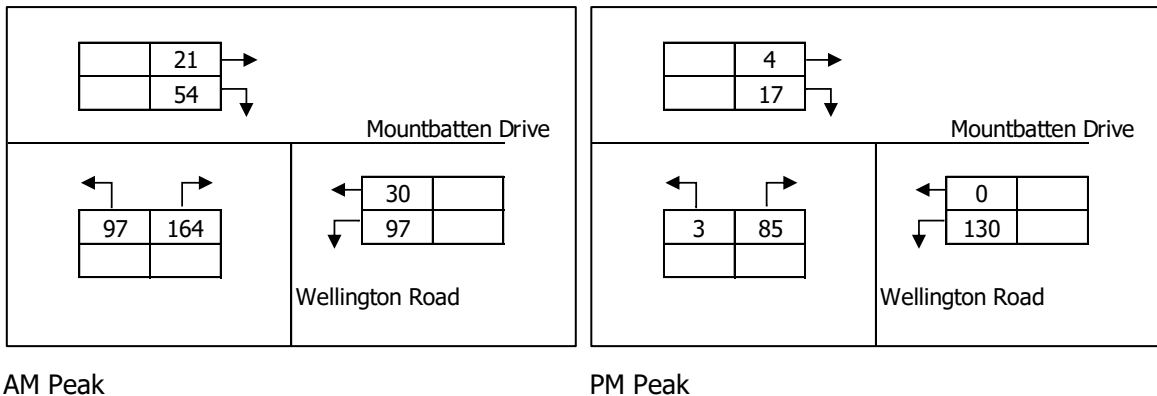 21
54
Mountbatten Drive
97 164
30
97
Wellington Road
AM Peak
4
17
Mountbatten Drive
3 85
0
130
Wellington Road
PM Peak